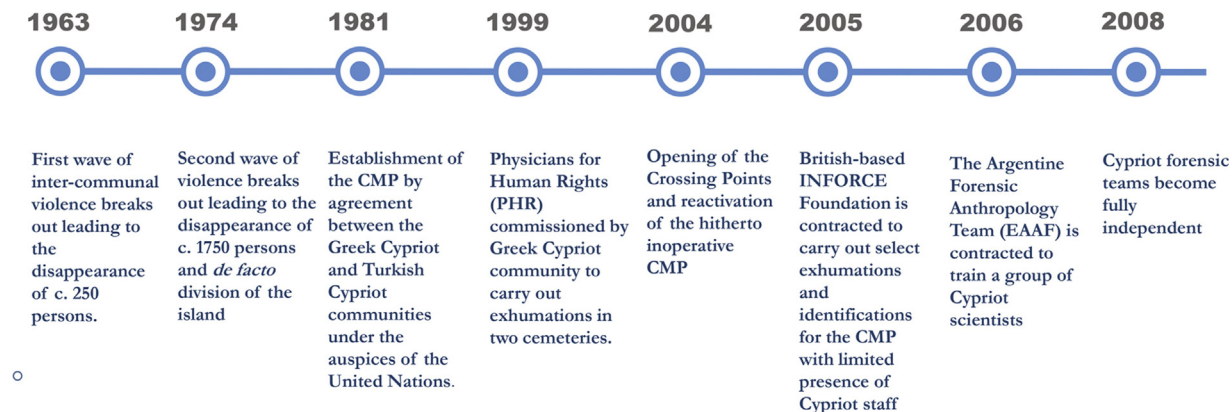 1963
First wave of
inter-communal
violence breaks
out leading to
the
disappearance
of c. 250
persons.
1974
Second wave of
violence breaks
out leading to the
disappearance of
c. 1750 persons
and de facto
division of the
island
1981
Establishment of
the CMP by
agreement
between the
Greek Cypriot
and Turkish
Cypriot
communities
under the
auspices of the
United Nations.
1999
Physicians for
Human Rights
(PHR)
commissioned by
Greek Cypriot
community to
carry out
exhumations in
two cemeteries.
2004
Opening of the
Crossing Points
and reactivation
of the hitherto
inoperative
CMP
2005
British-based
INFORCE
Foundation is
contracted to
carry out select
exhumations
and
identifications
for the CMP
with limited
presence of
Cypriot staff
2006
The Argentine
Forensic
Anthropology
Team (EAAF) is
contracted to
train a group of
Cypriot
scientists
2008
Cypriot forensic
teams become
fully
independent